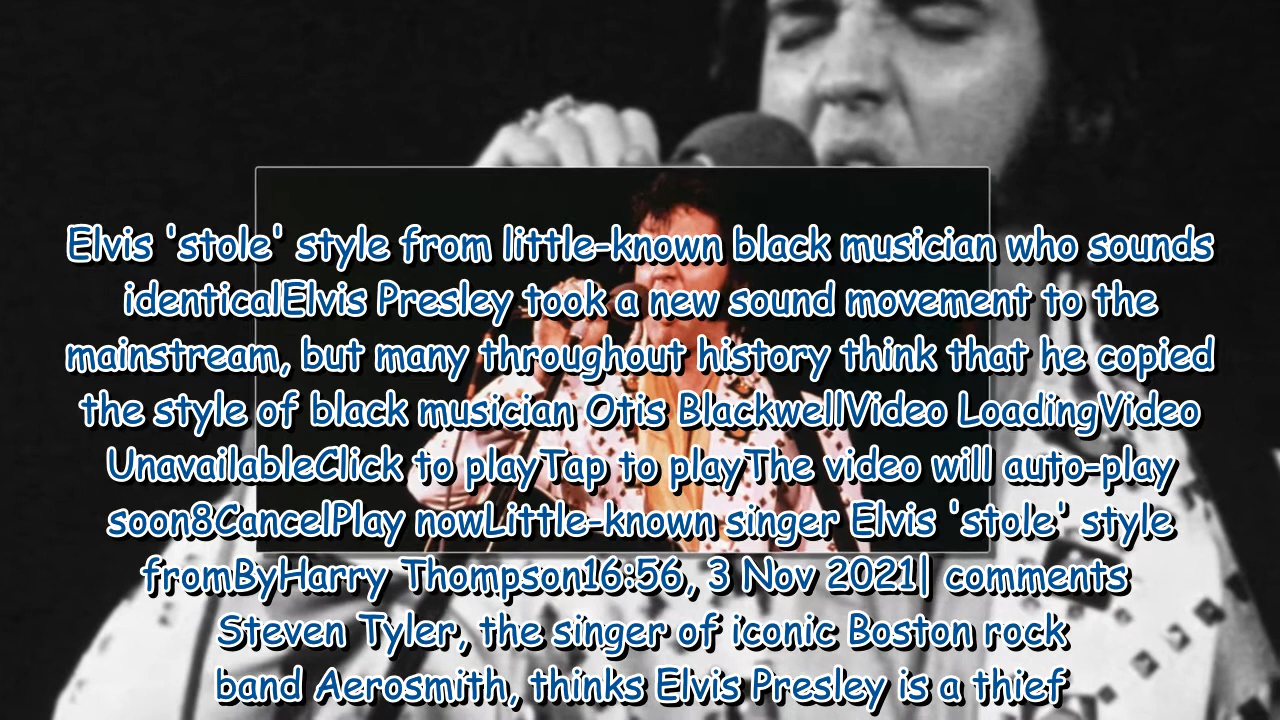 Elvis 'stole' style from little-known black musician who sounds
identicalElvis Presley took a new sound movement to the
mainstream, but many throughout history think that he copied
the style of black musician Otis BlackwellVideo LoadingVideo
UnavailableClick to playTap to playThe video will auto-play
soon8CancelPlay nowLittle-known singer Elvis 'stole' style
fromByHarry Thompson16:56, 3 Nov 2021| comments
Steven Tyler, the singer of iconic Boston rock
band Aerosmith, thinks Elvis Presley is a thief